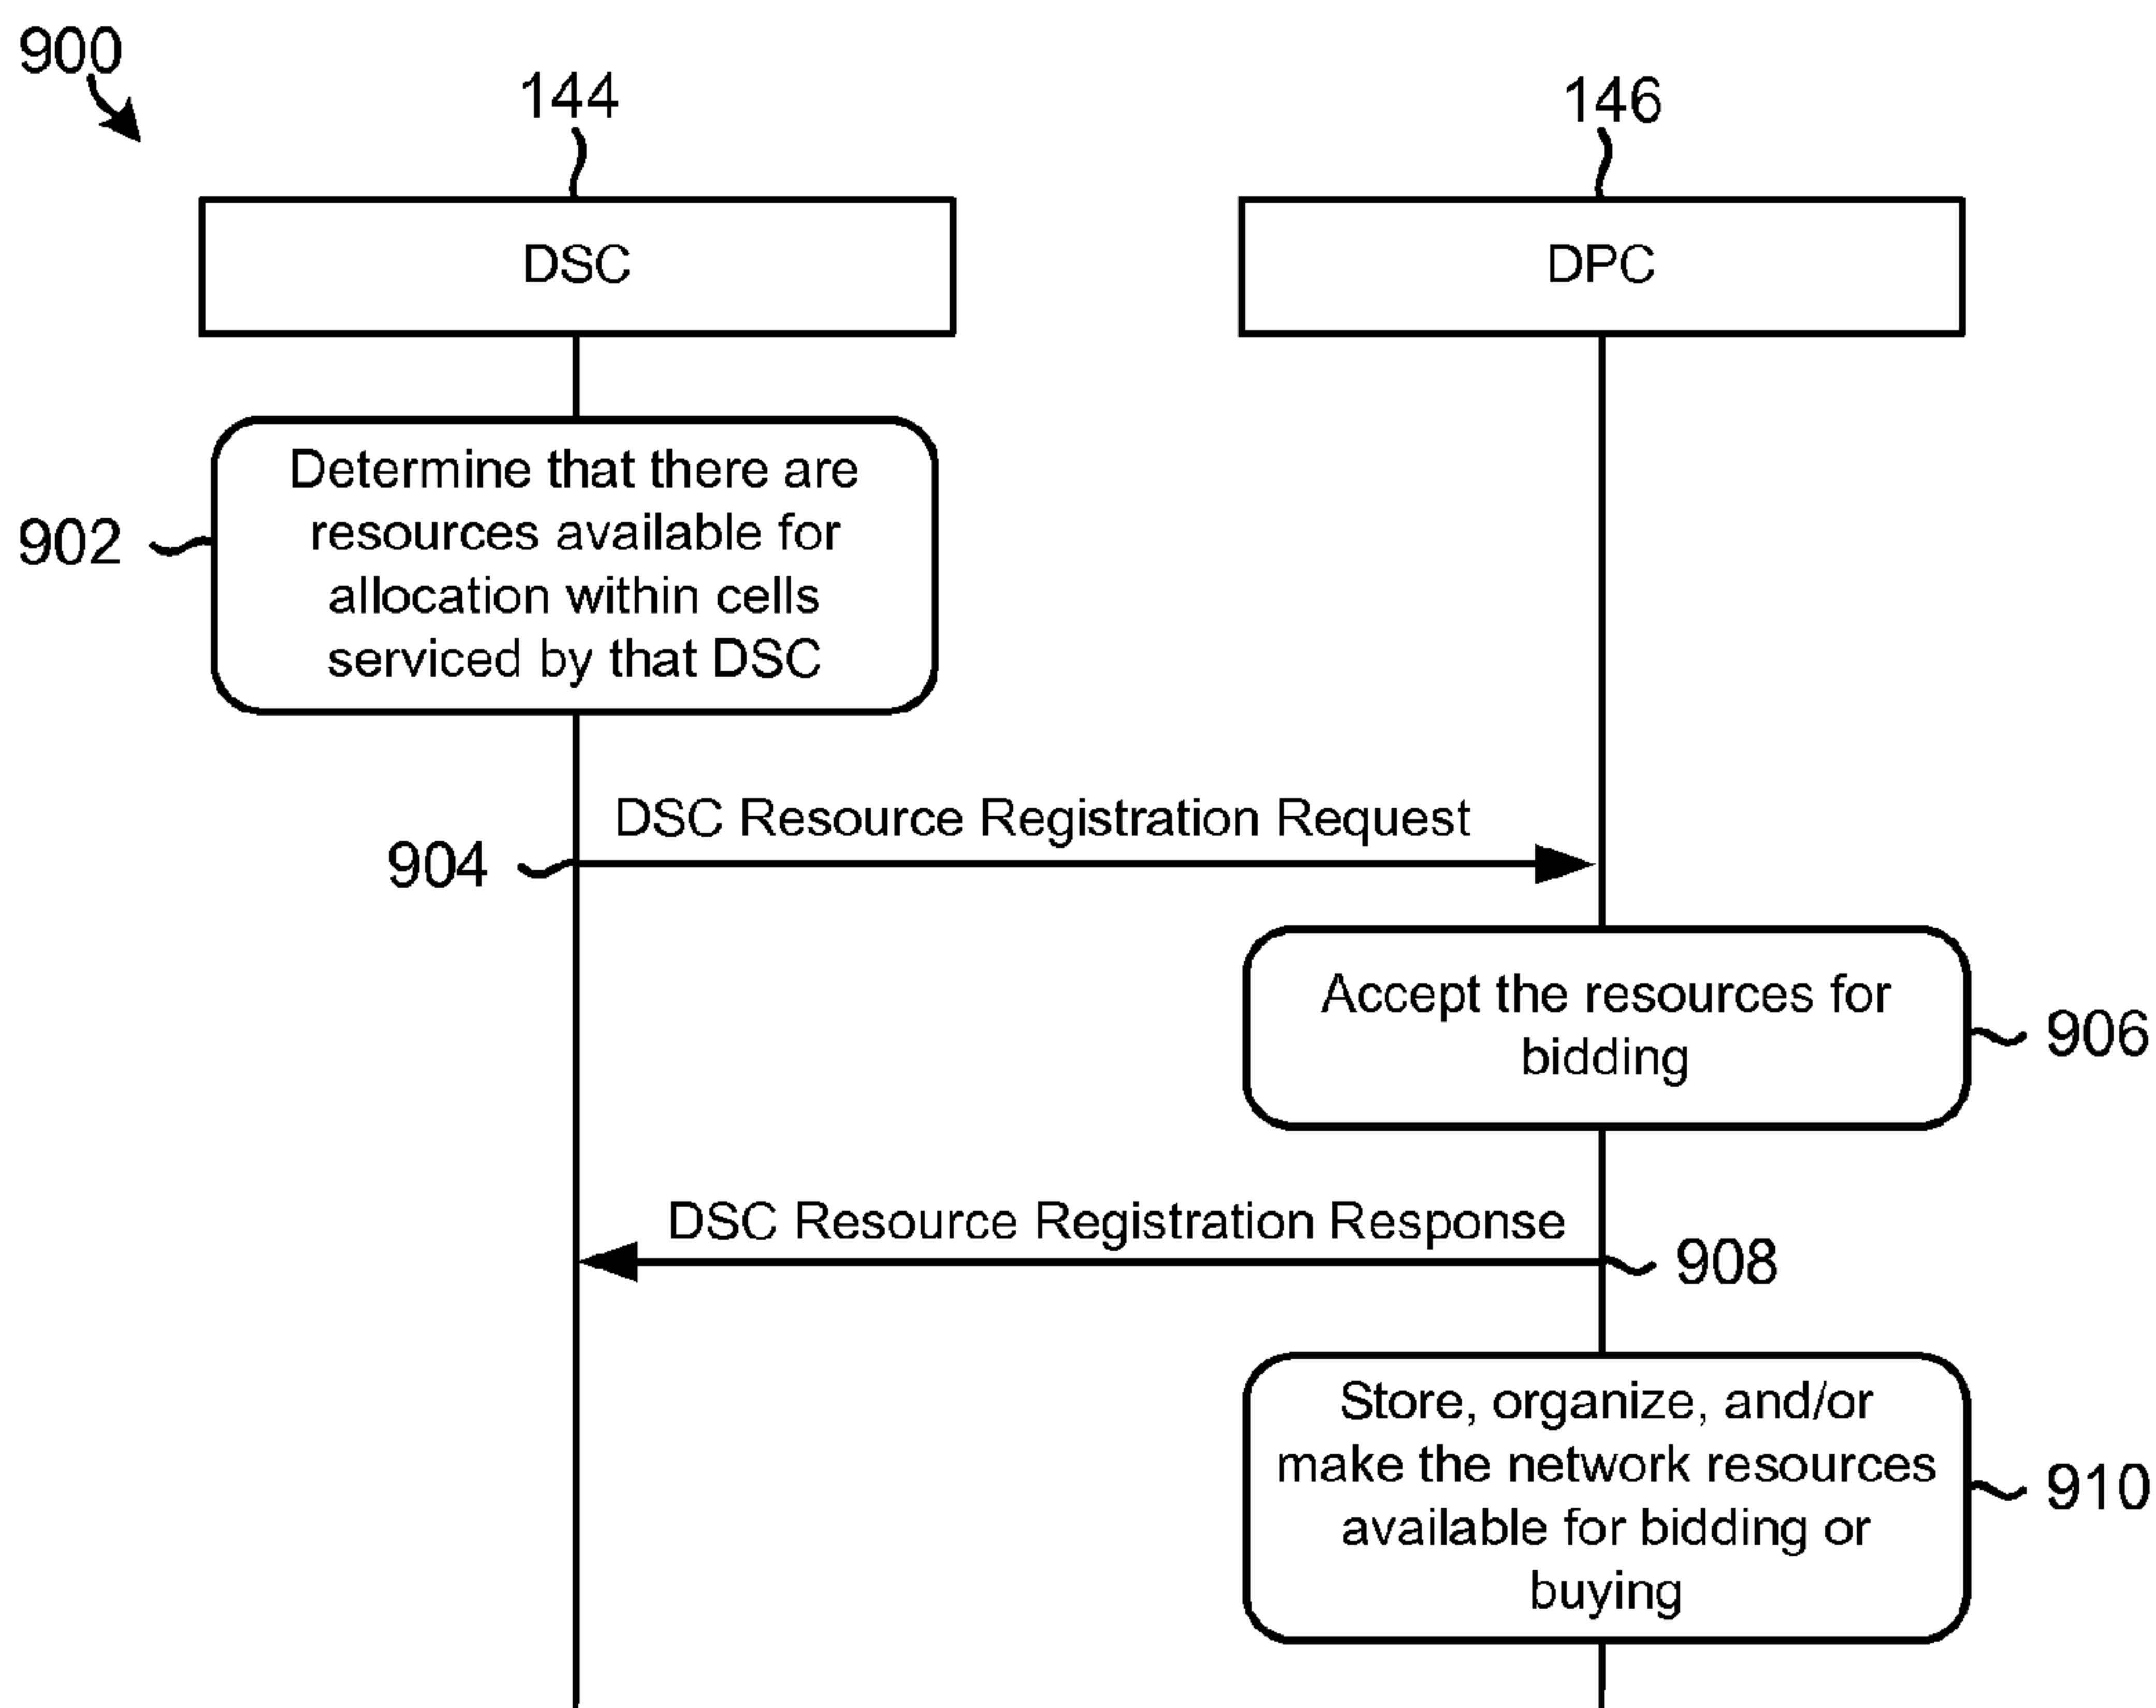 900
144
146
DSC
DPC
Determine that there are
resources available for
allocation within cells
serviced by that DSC
902
DSC Resource Registration Request
904
Accept the resources for
bidding
906
DSC Resource Registration Response
908
Store, organize, and/or
make the network resources
available for bidding or
buying
910